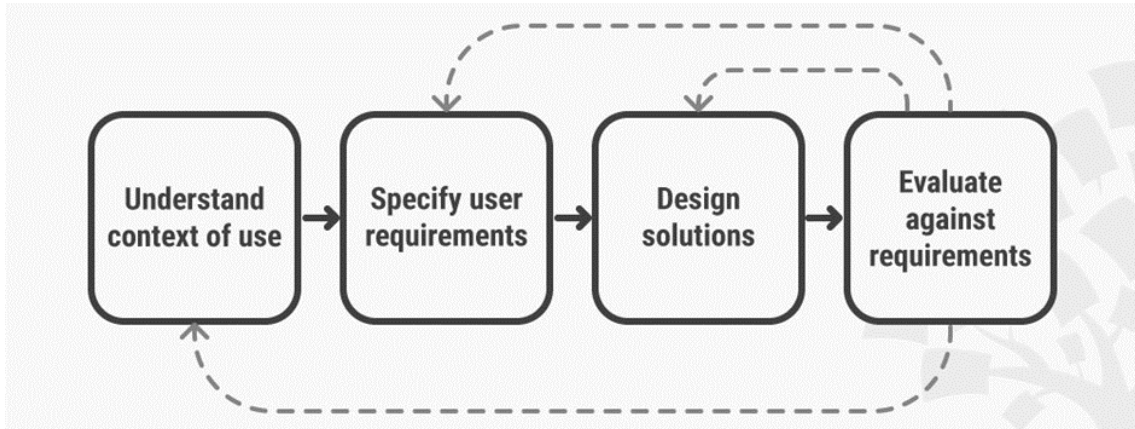 Understand
context of use
Specify user
requirements
Design
solutions
Evaluate
against
requirements